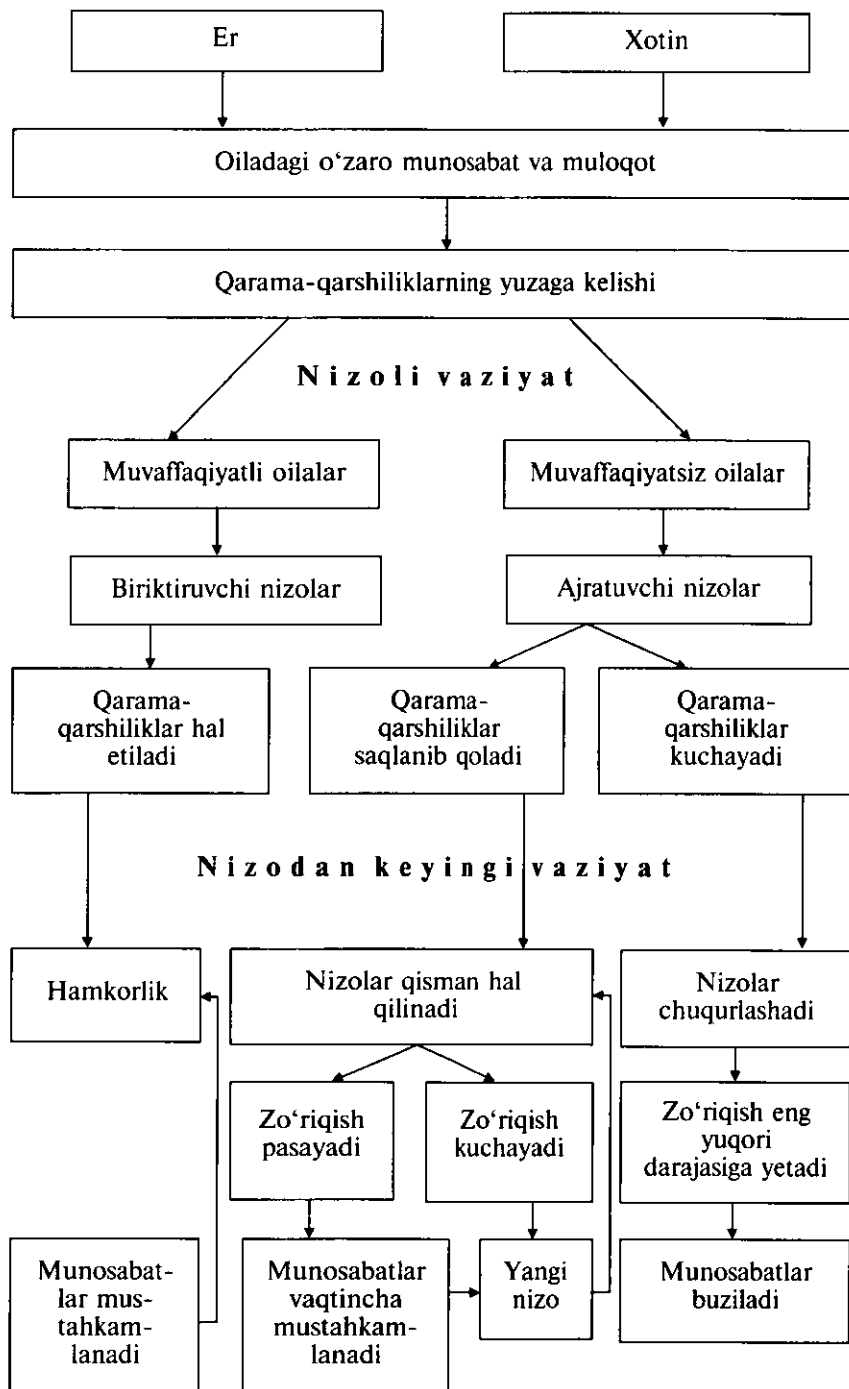 Er
Xotin
Oiladagi o‘zaro munosabat va muloqot
Qarama-qarshiliklarning yuzaga kelishi
Nizoli vaziyat
Muvaffaqiyatli oilalar
Muvaffaqiyatsiz oilalar
Biriktiruvchi nizolar
Ajratuvchi nizolar
Qarama-
qarshiliklar hal
etiladi
Qarama-
qarshiliklar
saqlanib qoladi
Qarama-
qarshiliklar
kuchayadi
Nizodan keyingi vaziyat
Hamkorlik
Nizolar qisman hal
qilinadi
Nizolar
chuqurlashadi
Zo‘riqish
pasayadi
Zo‘riqish
kuchayadi
Zo‘riqish eng
yuqori
darajasiga yetadi
Munosabat-
lar mus-
tahkam-
lanadi
Munosabatlar
vaqtincha
mustahkam-
lanadi
Yangi
nizo
Munosabatlar
buziladi